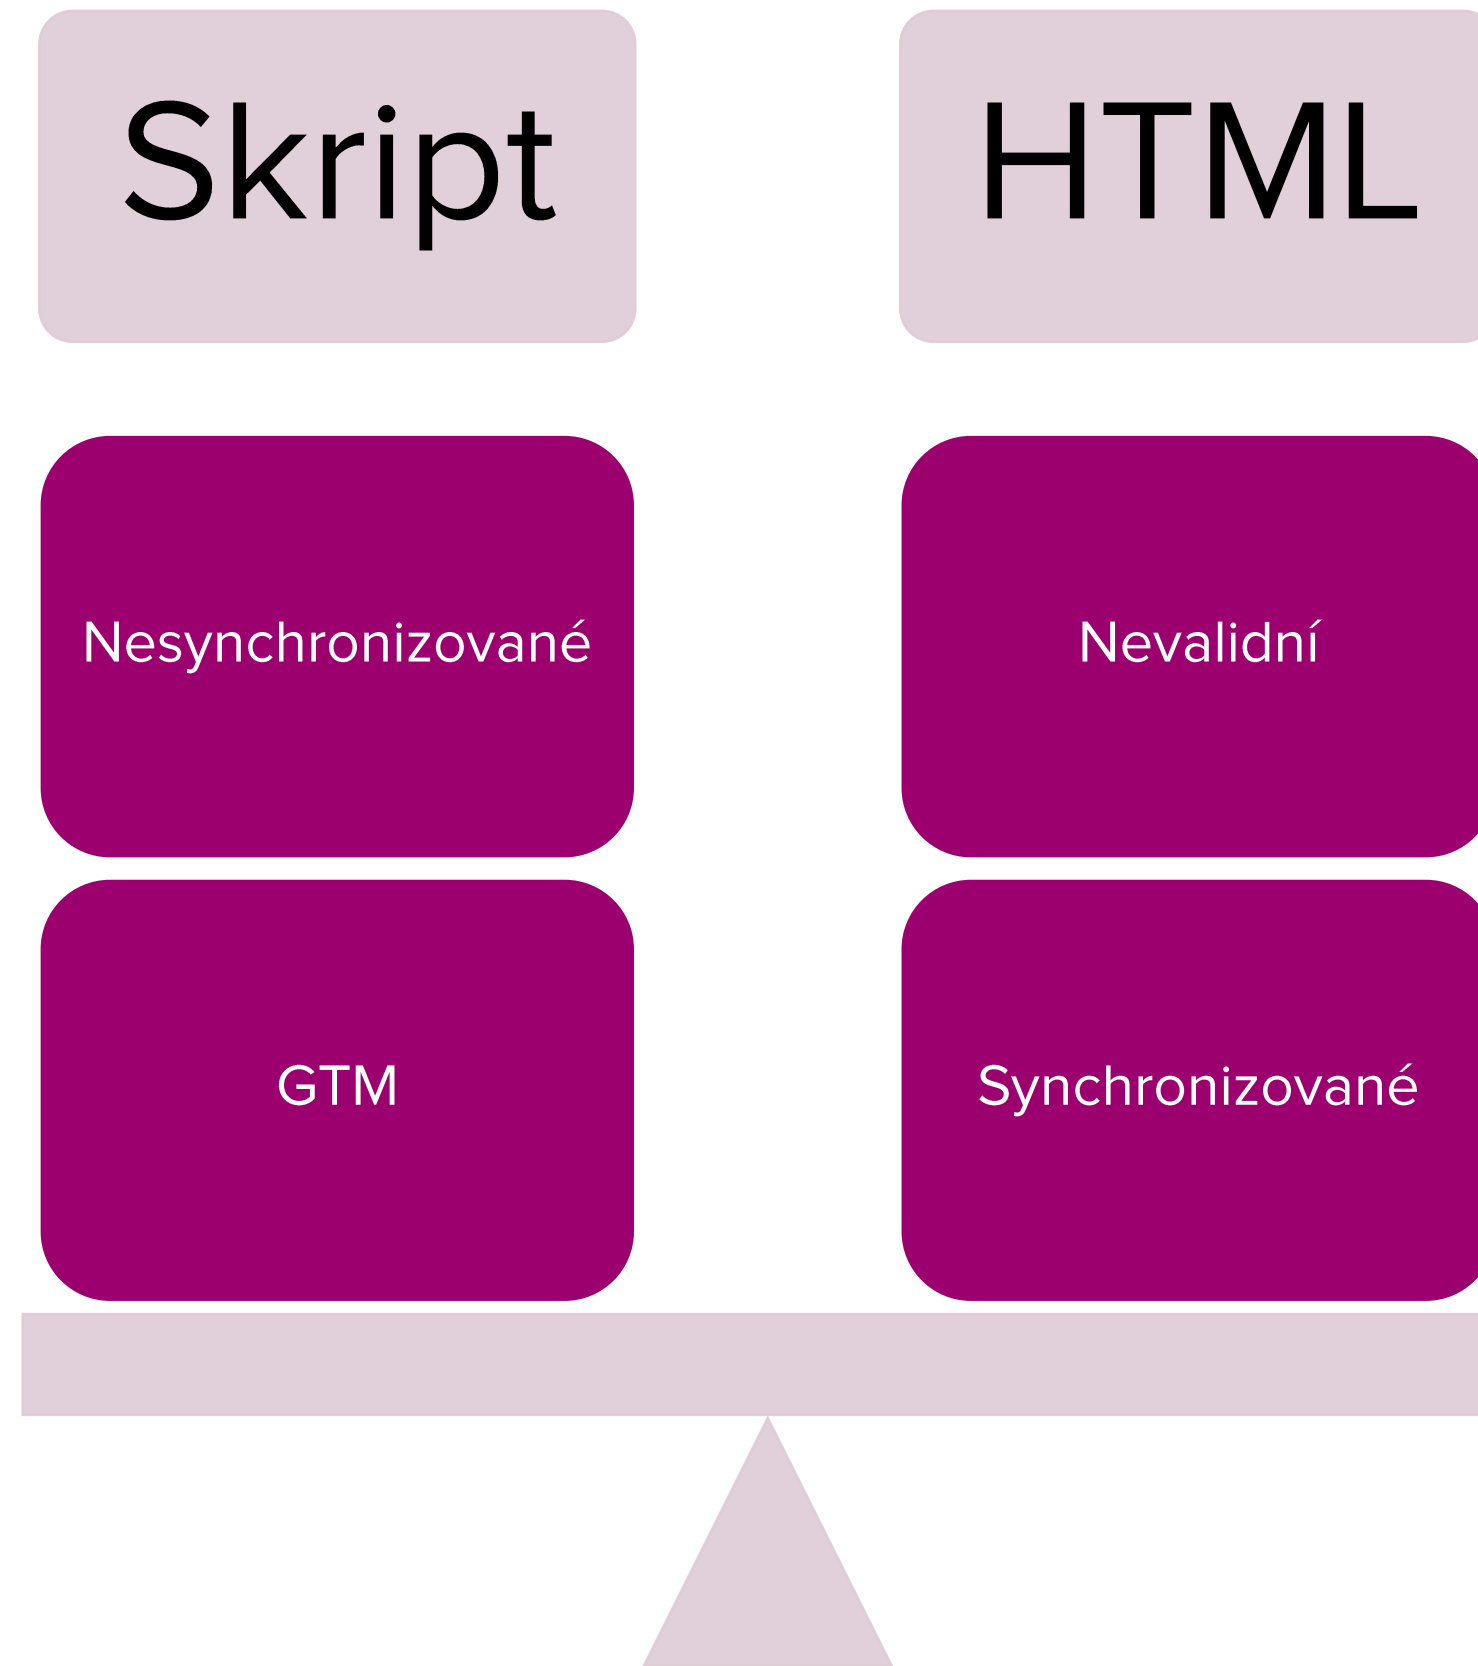 Skript
HTML
Nesynchronizované
Nevalidní
GTM
Synchronizované